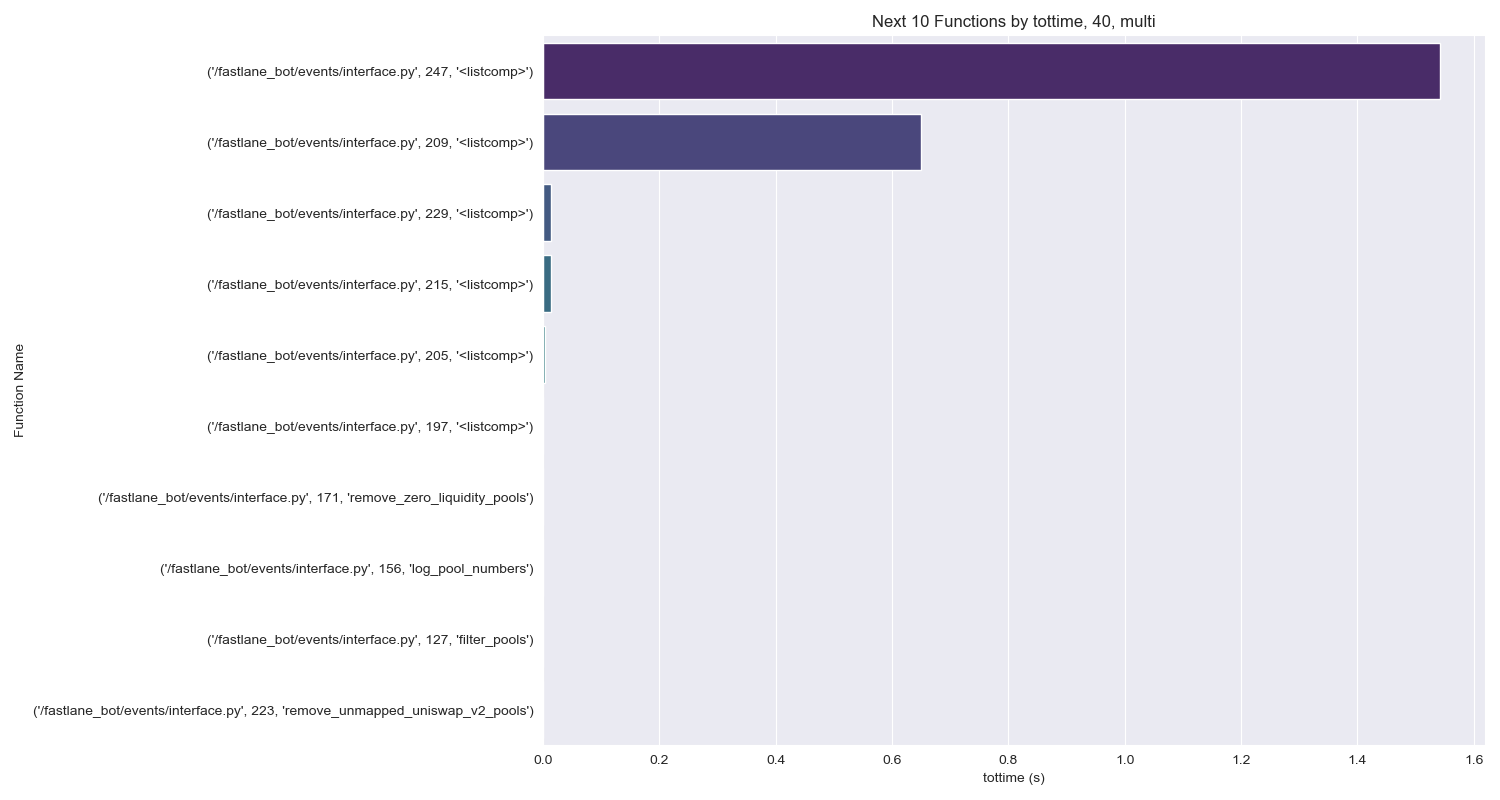 Next 10 Functions by tottime, 40, multi
('/fastlane_bot/events/interface.py', 247, '<listcomp>')
('/fastlane_bot/events/interface.py', 209, '<listcomp>')
('/fastlane_bot/events/interface.py', 229, '<listcomp>')
('/fastlane_bot/events/interface.py', 215, '<listcomp>')
('/fastlane_bot/events/interface.py', 205, '<listcomp>')
('/fastlane_bot/events/interface.py', 197, '<listcomp>')
('/fastlane_bot/events/interface.py', 171, 'remove_zero_liquidity_pools')
('/fastlane_bot/events/interface.py', 156, 'log_pool_numbers')
('/fastlane_bot/events/interface.py', 127, 'filter_pools')
('/fastlane_bot/events/interface.py', 223, 'remove_unmapped_uniswap_v2_pools')
Function Name
0.0 0.2 0.4 0.6 0.8 1.0 1.2 1.4 1.6
tottime (s)